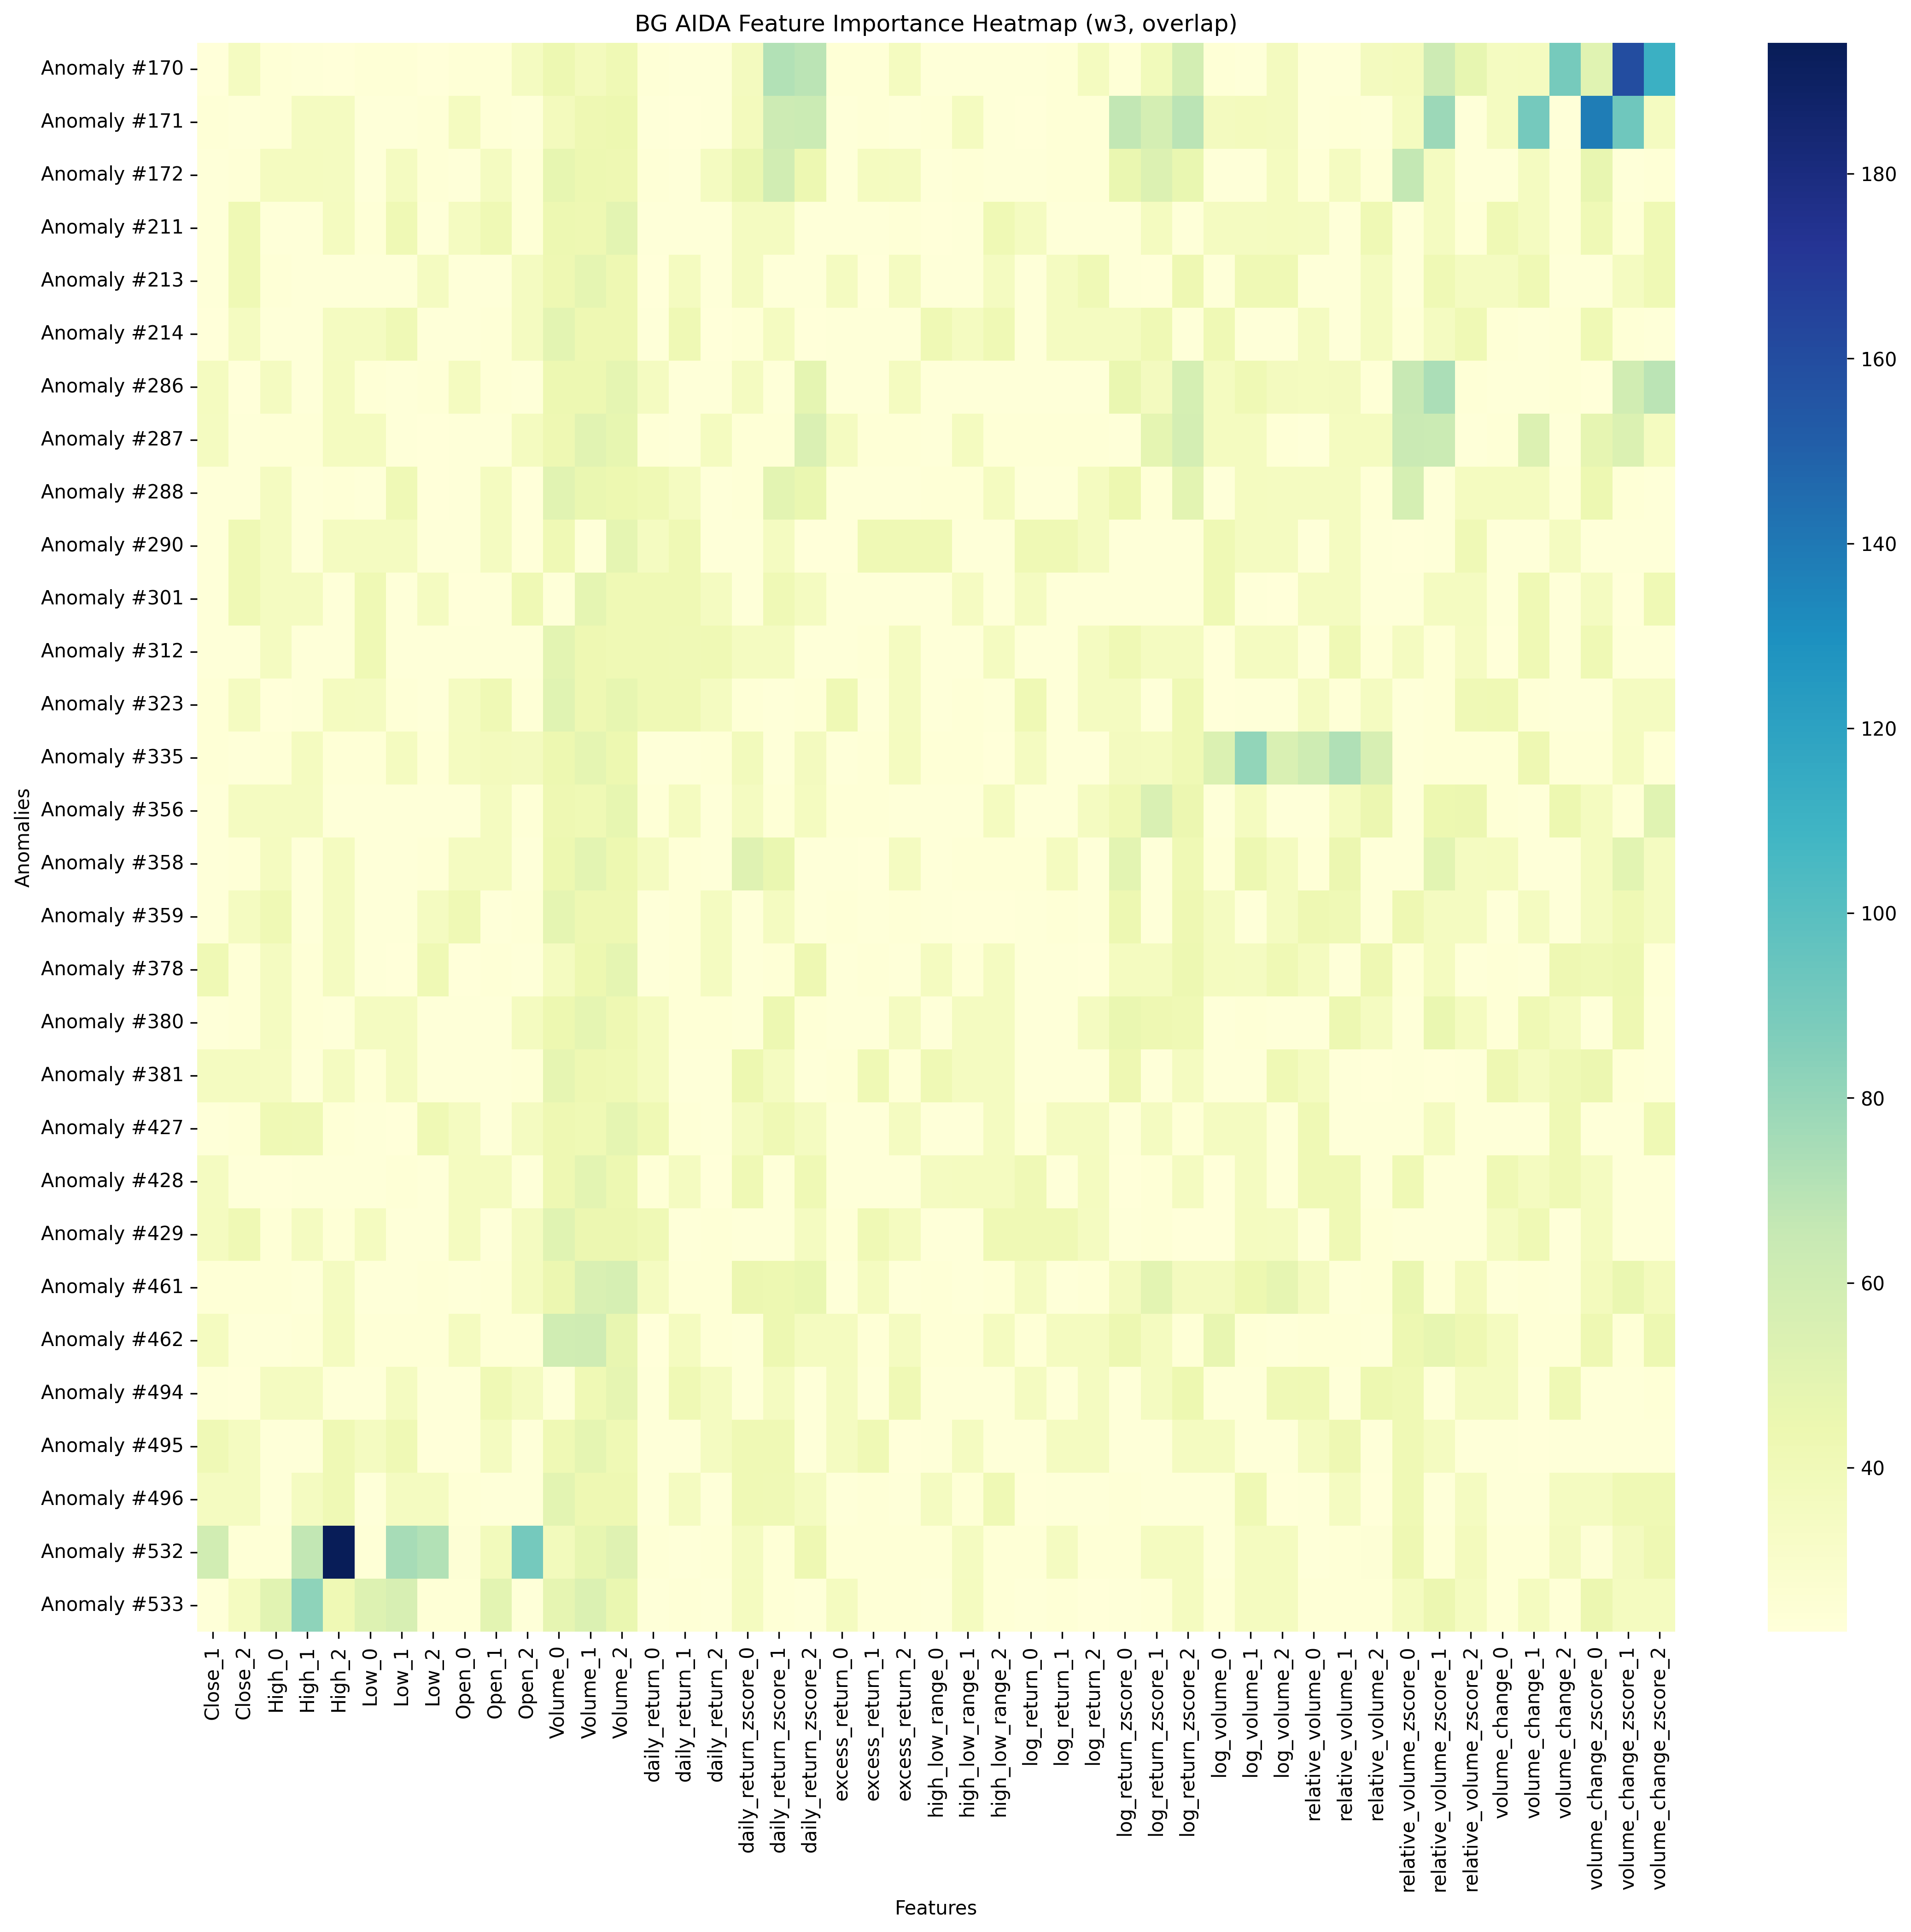 BG AIDA Feature Importance Heatmap (w3, overlap)
Anomalies
Anomaly #170
Anomaly #171
Anomaly #172
Anomaly #211
Anomaly #213
Anomaly #214
Anomaly #286
Anomaly #287
Anomaly #288
Anomaly #290
Anomaly #301
Anomaly #312
Anomaly #323
Anomaly #335
Anomaly #356
Anomaly #358
Anomaly #359
Anomaly #378
Anomaly #380
Anomaly #381
Anomaly #427
Anomaly #428
Anomaly #429
Anomaly #461
Anomaly #462
Anomaly #494
Anomaly #495
Anomaly #496
Anomaly #532
Anomaly #533
Close_1
Close_2
High_0
High_1
High_2
Low_0
Low_1
Low_2
Open_0
Open_1
Open_2
Volume_0
Volume_1
Volume_2
daily_return_0
daily_return_1
daily_return_2
daily_return_zscore_0
daily_return_zscore_1
daily_return_zscore_2
excess_return_0
excess_return_1
excess_return_2
high_low_range_0
high_low_range_1
high_low_range_2
log_return_0
log_return_1
log_return_2
log_return_zscore_0
log_return_zscore_1
log_return_zscore_2
log_volume_0
log_volume_1
log_volume_2
relative_volume_0
relative_volume_1
relative_volume_2
relative_volume_zscore_0
relative_volume_zscore_1
relative_volume_zscore_2
volume_change_0
volume_change_1
volume_change_2
volume_change_zscore_0
volume_change_zscore_1
volume_change_zscore_2
Features
180
160
140
120
100
80
60
40